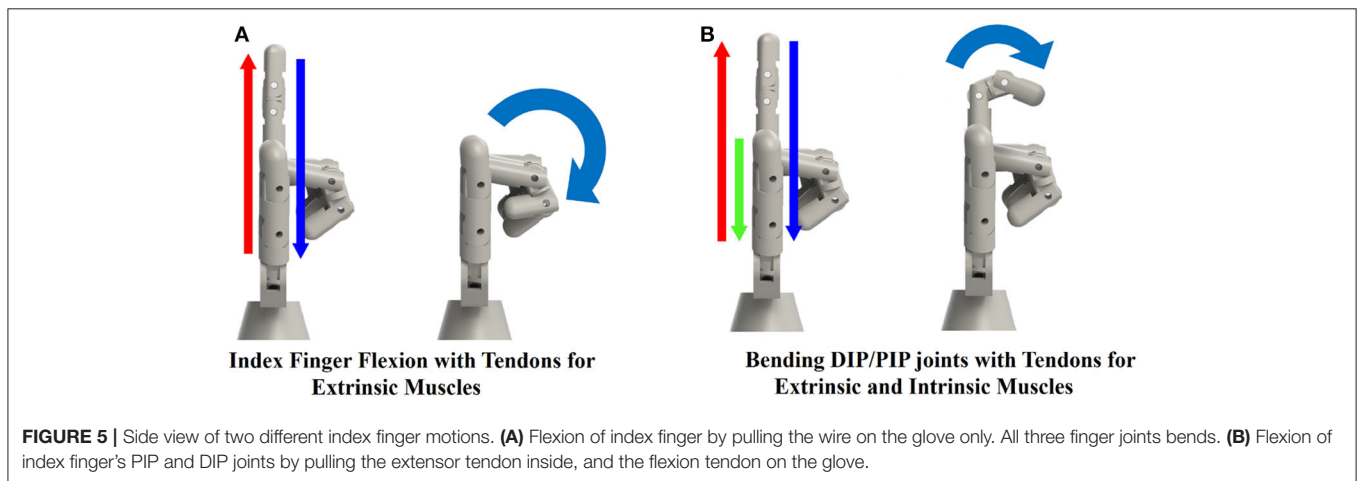 A
B
Index Finger Flexion with Tendons for
Extrinsic Muscles
Bending DIP/PIP joints with Tendons for
Extrinsic and Intrinsic Muscles
FIGURE 5 | Side view of two different index finger motions. (A) Flexion of index finger by pulling the wire on the glove only. All three finger joints bends. (B) Flexion of
index finger's PIP and DIP joints by pulling the extensor tendon inside, and the flexion tendon on the glove.